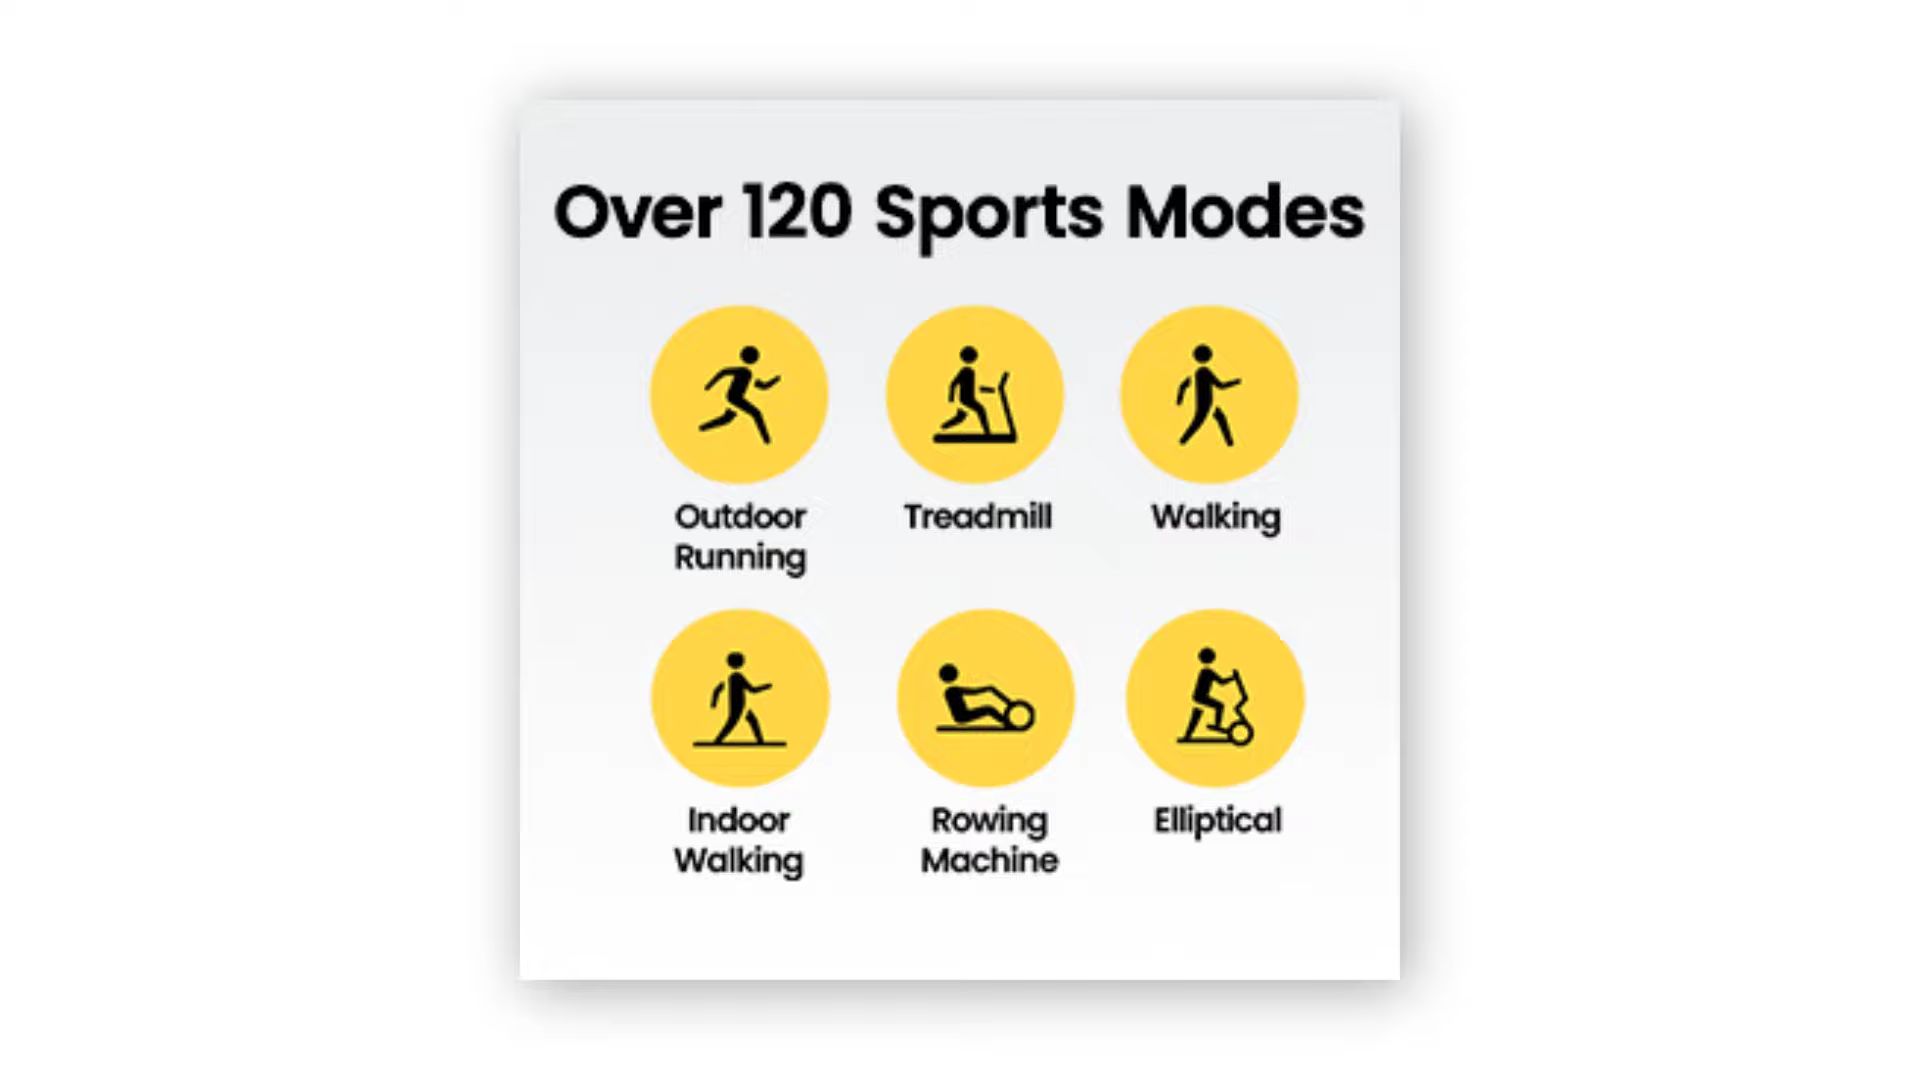 Over 120 Sports Modes
Outdoor
Running
Treadmill
Walking
Indoor
Walking
Rowing
Machine
Elliptical